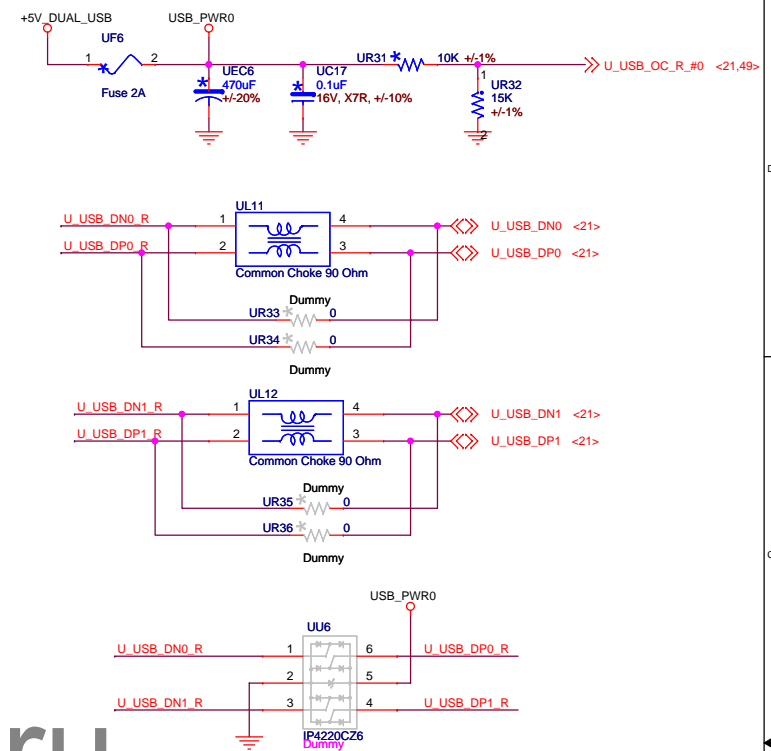 +5V_DUAL_USB
USB_PWR0
UF6
1
2
Fuse 2A
UEC6
470uF
+/-20%
UC17
0.1uF
16V, X7R, +/-10%
UR31
10K +/-1%
U_USB_OC_R_#0 <21,49>
1
UR32
15K
+/-1%
2
D
UL11
U_USB_DN0_R
1
4
U_USB_DN0 <21>
U_USB_DP0_R
2
3
U_USB_DP0 <21>
Common Choke 90 Ohm
Dummy
UR33
0
UR34
0
Dummy
UL12
U_USB_DN1_R
1
4
U_USB_DN1 <21>
U_USB_DP1_R
2
3
U_USB_DP1 <21>
Common Choke 90 Ohm
Dummy
UR35
0
UR36
0
Dummy
C
USB_PWR0
UU6
U_USB_DN0_R
1
6
U_USB_DP0_R
2
5
U_USB_DN1_R
3
4
U_USB_DP1_R
IP4220CZ6
Dummy
ru